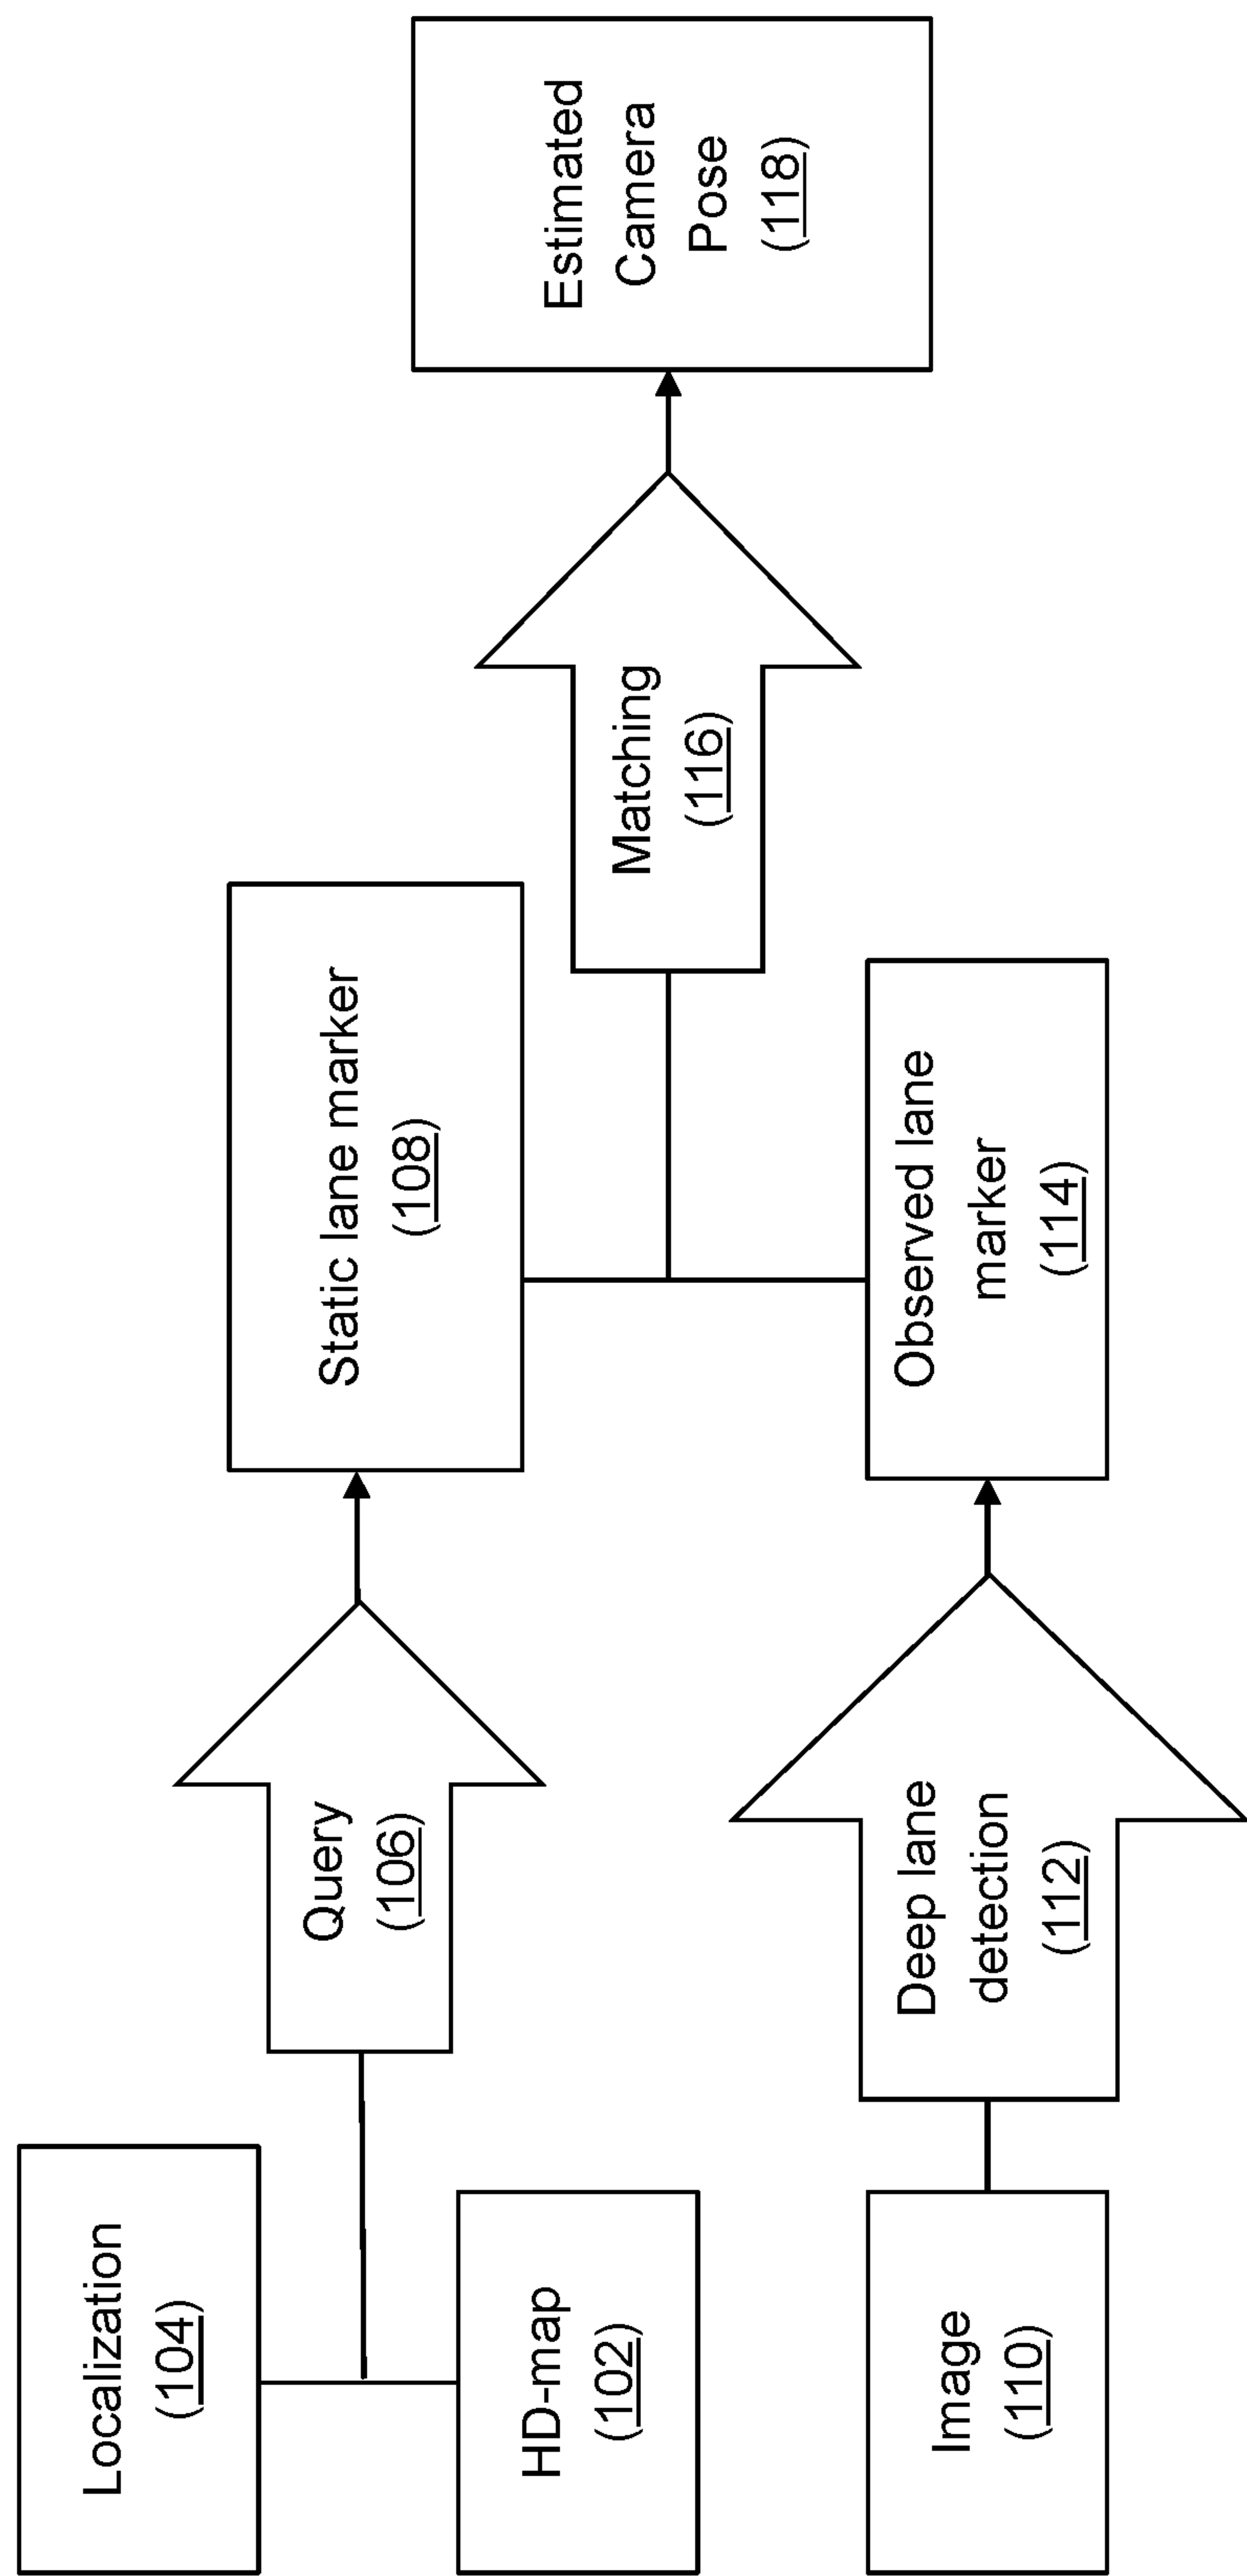 Localization
(104)
HD-map
(102)
Query
(106)
Static lane marker
(108)
Image
(110)
Deep lane
detection
(112)
Observed lane
marker
(114)
Matching
(116)
Estimated
Camera
Pose
(118)